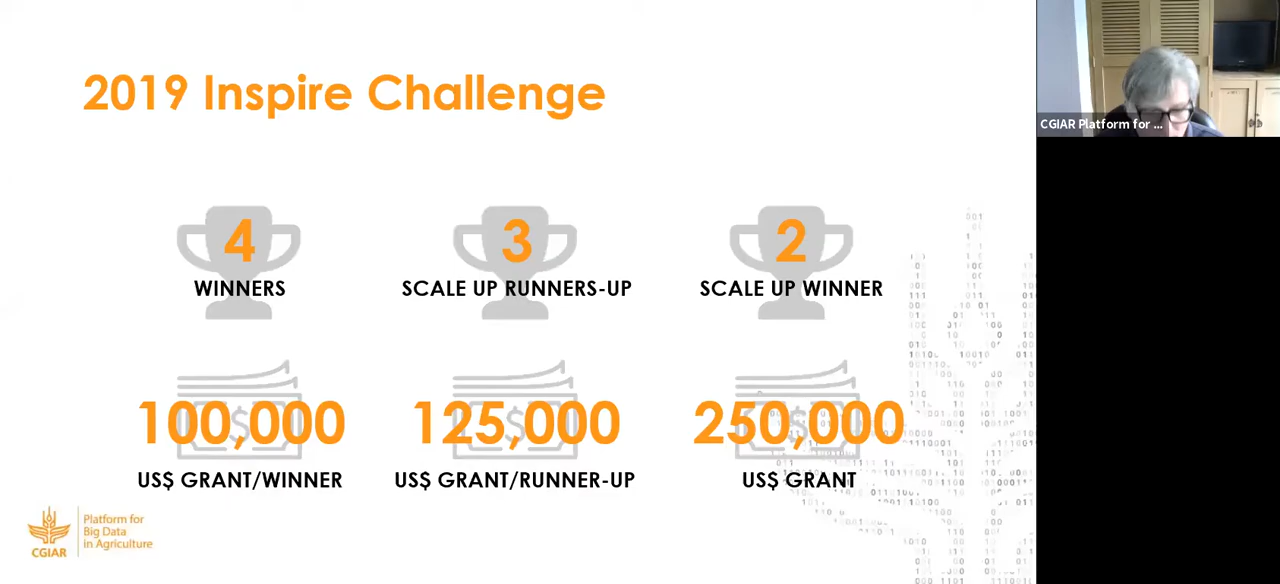 2019 Inspire Challenge
CGIAR Platform for ...
4
WINNERS
3
SCALE UP RUNNERS-UP
2
SCALE UP WINNER
100,000
US$ GRANT/WINNER
125,000
US$ GRANT/RUNNER-UP
250,000
US$ GRANT
CGIAR
Platform for
Big Data
in Agriculture